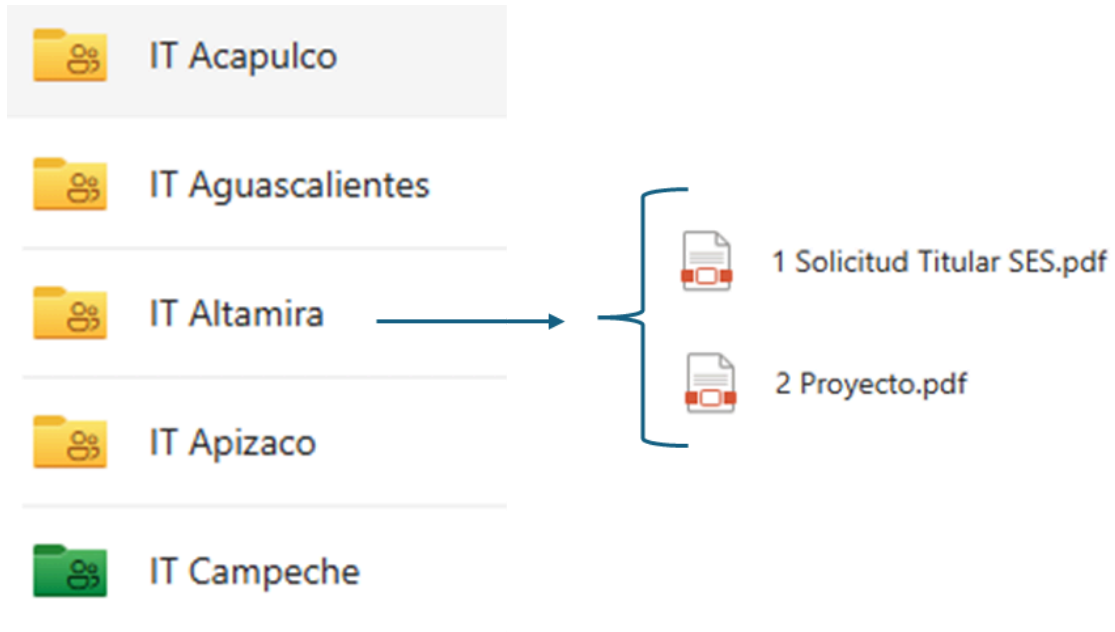 IT Acapulco
IT Aguascalientes
IT Altamira
IT Apizaco
IT Campeche
1 Solicitud Titular SES.pdf
2 Proyecto.pdf